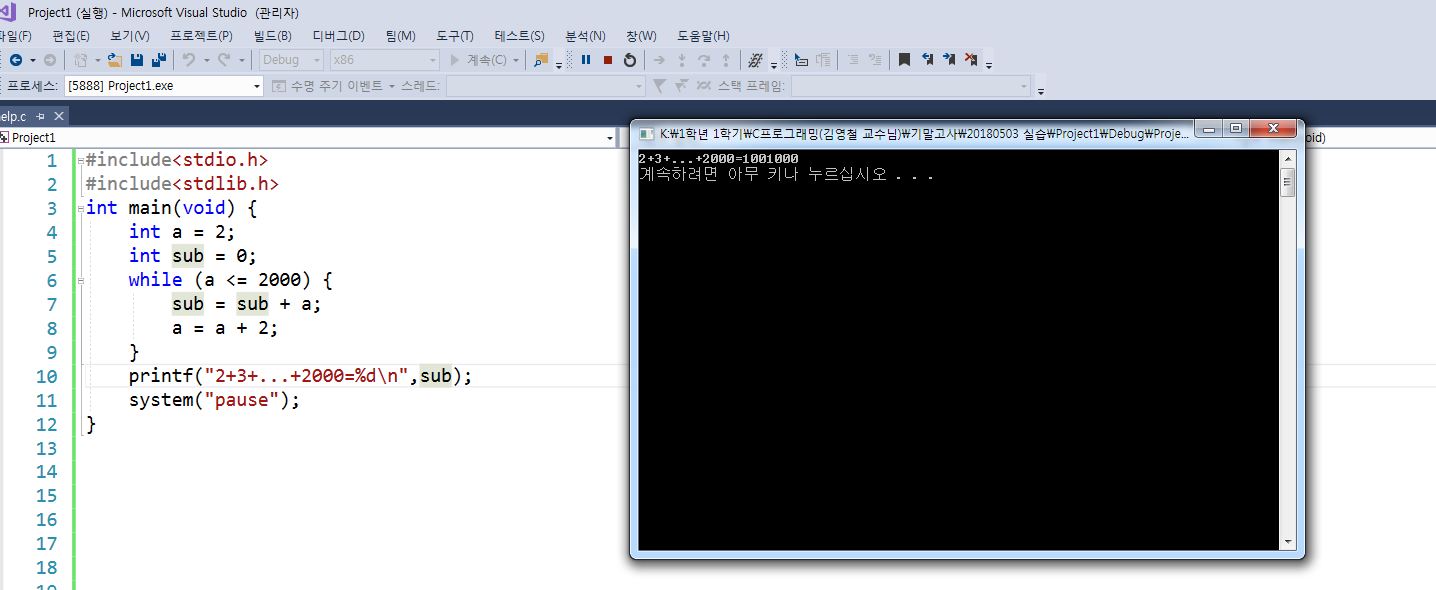 Project1 (실행) - Microsoft Visual Studio (관리자)
파일(F) 편집(E) 보기(V) 프로젝트(P) 빌드(B) 디버그(D) 팀(M) 도구(T) 테스트(S) 분석(N) 창(W) 도움말(H)
Debug x86 계속(C)
프로세스: [5888] Project1.exe 수명 주기 이벤트 스레드: 스택 프레임:
elp.c
Project1 oid)
1 #include<stdio.h>
2 #include<stdlib.h>
3 int main(void) {
4 int a = 2;
5 int sub = 0;
6 while (a <= 2000) {
7 sub = sub + a;
8 a = a + 2;
9 }
10 printf("2+3+...+2000=%d\n",sub);
11 system("pause");
12 }
13
14
15
16
17
18
K:₩1학년 1학기₩C프로그래밍(김영철 교수님)₩기말고사₩20180503 실습₩Project1₩Debug₩Proje...
2+3+...+2000=1001000
계속하려면 아무 키나 누르십시오 . . .